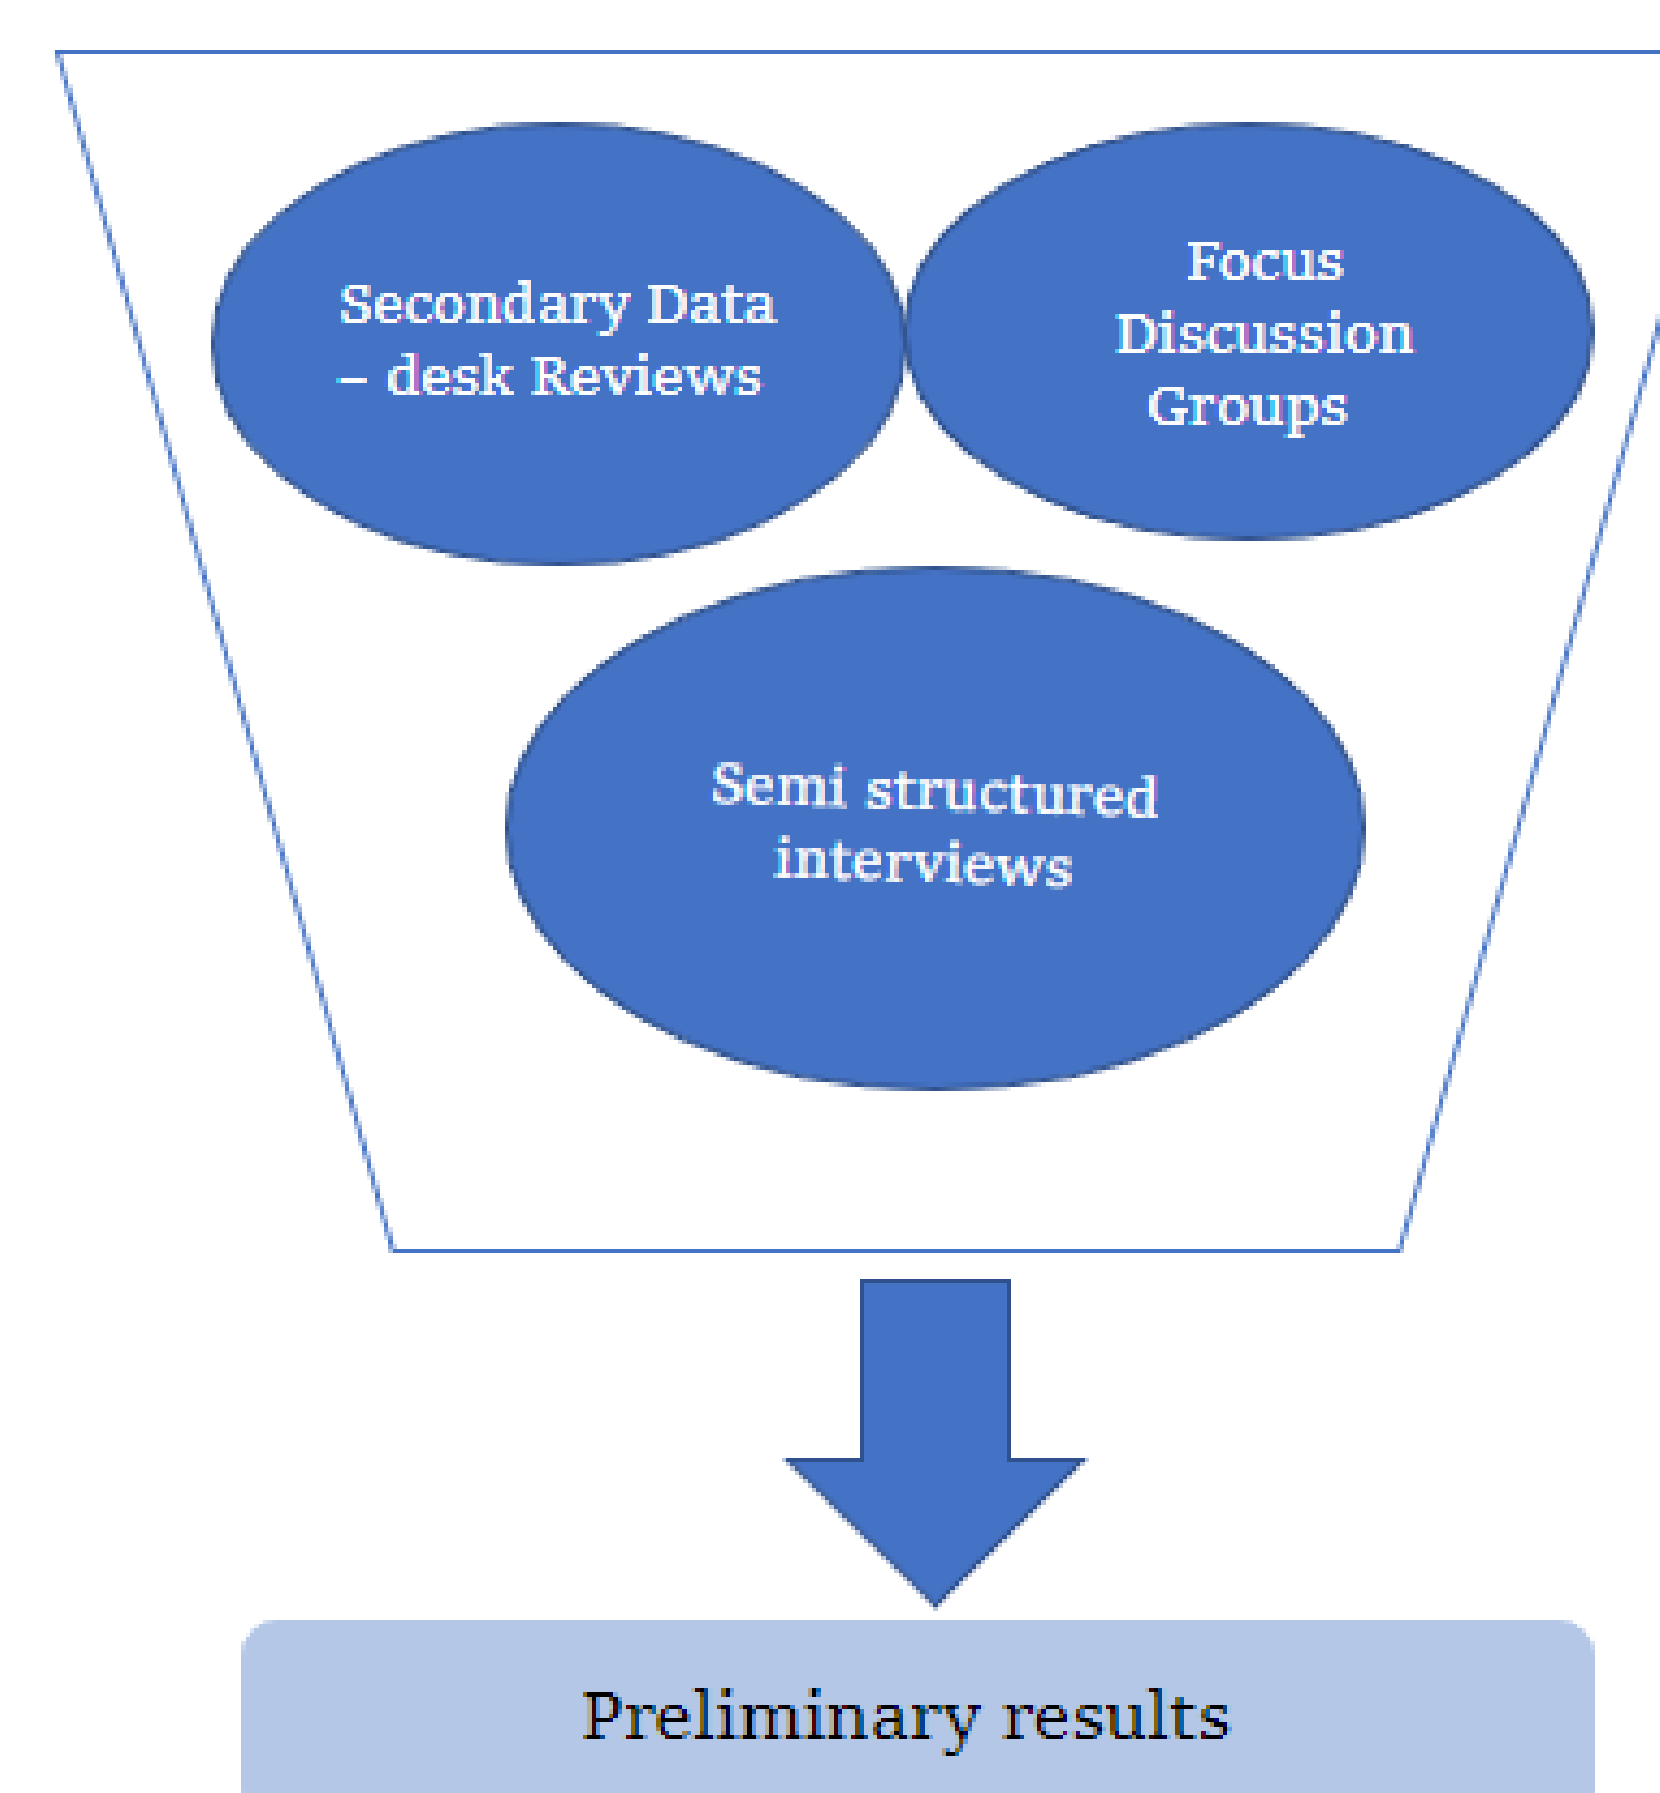 Secondary Data
– desk Reviews
Focus
Discussion
Groups
Semi structured
interviews
Preliminary results